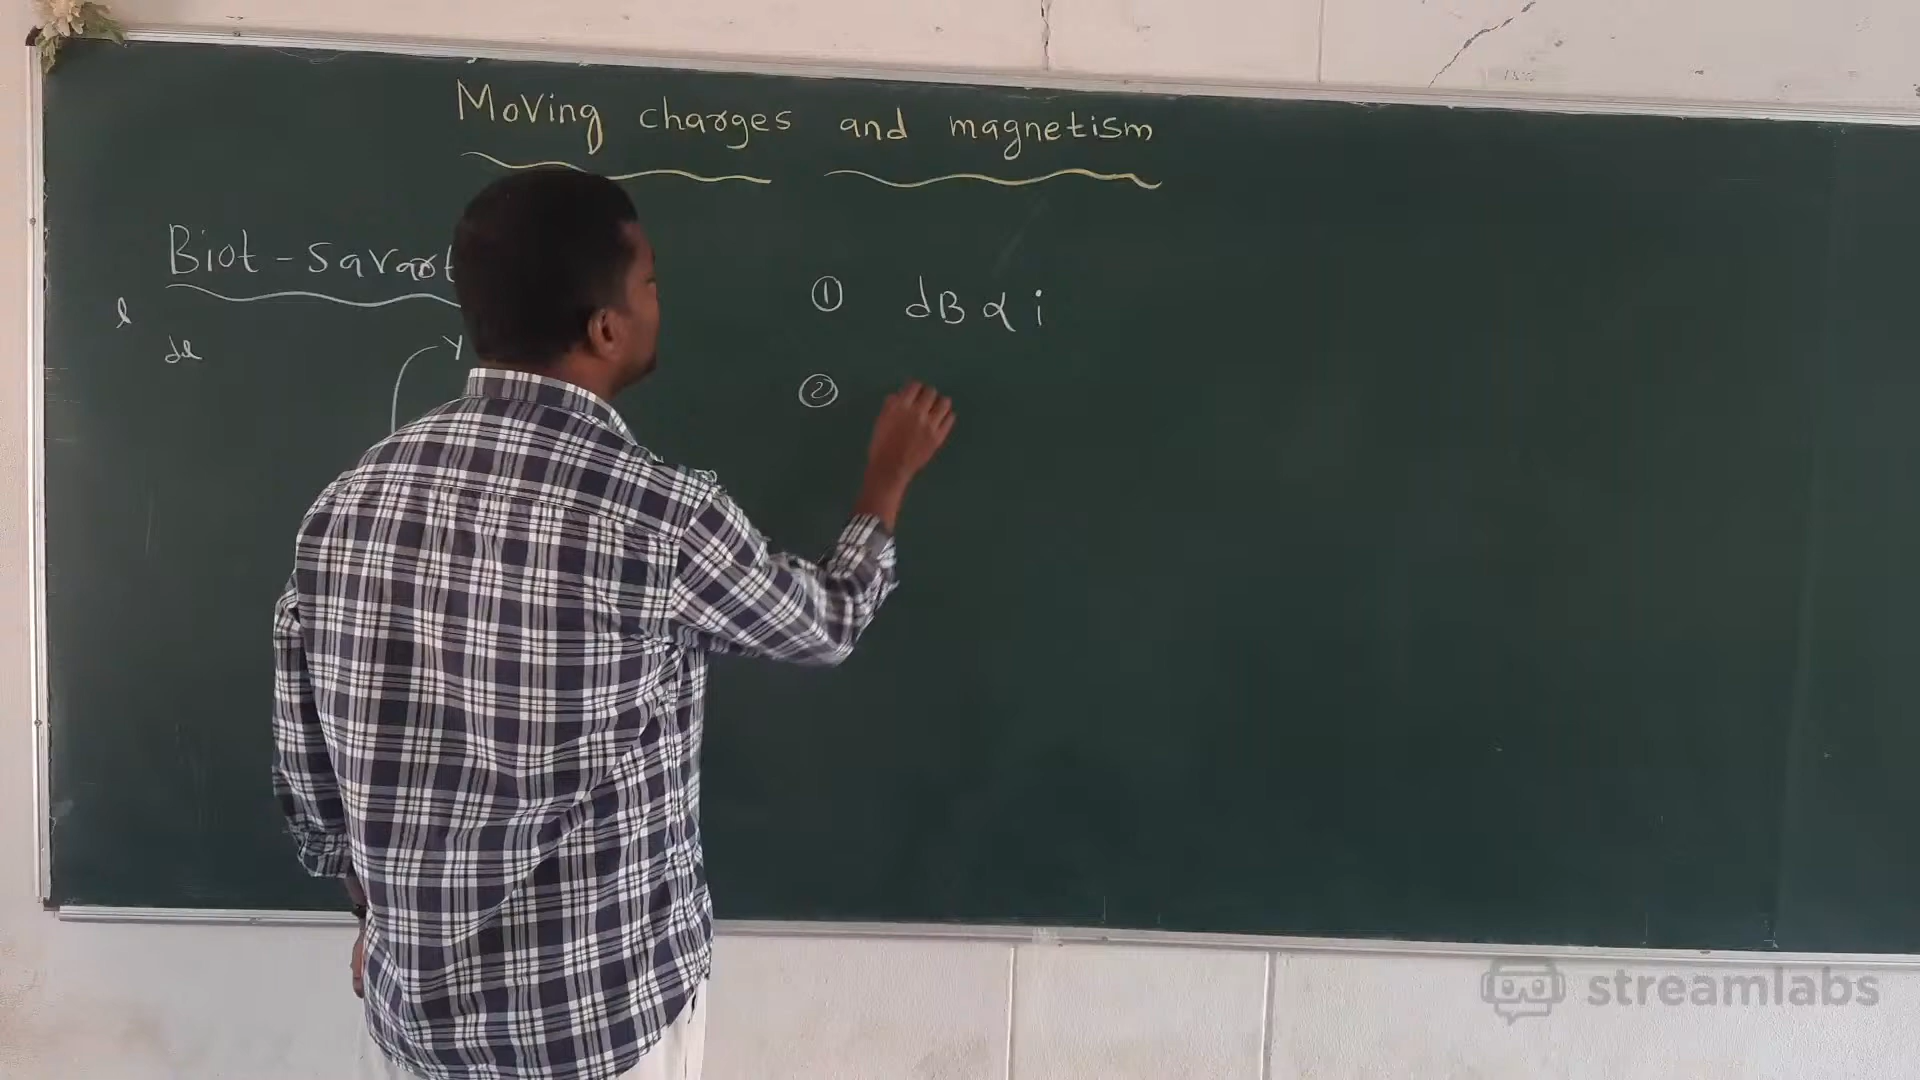 Moving charges and magnetism
Biot - Savart
l
dl
Y
① dB ∝ i
②
streamlabs